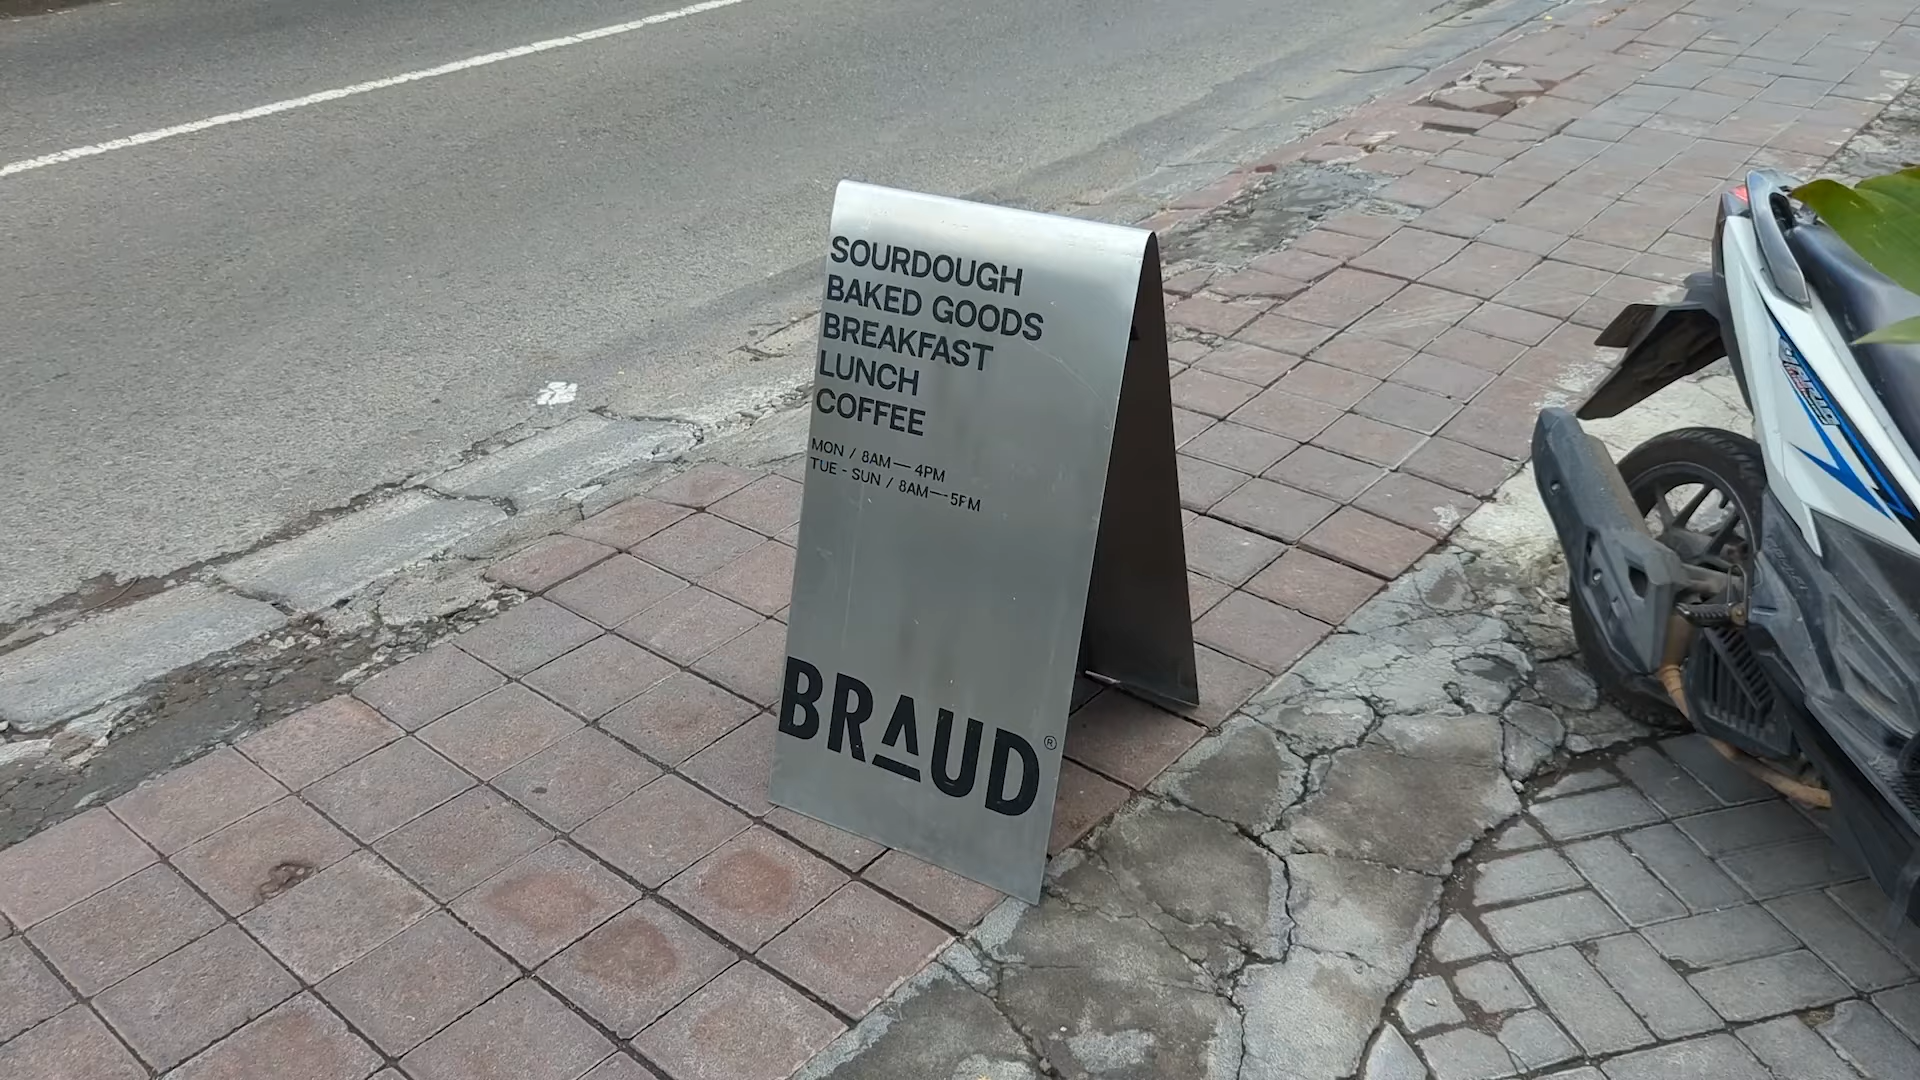 SOURDOUGH
BAKED GOODS
BREAKFAST
LUNCH
COFFEE
MON / 8AM — 4PM
TUE - SUN / 8AM — 5PM
BRAUD®